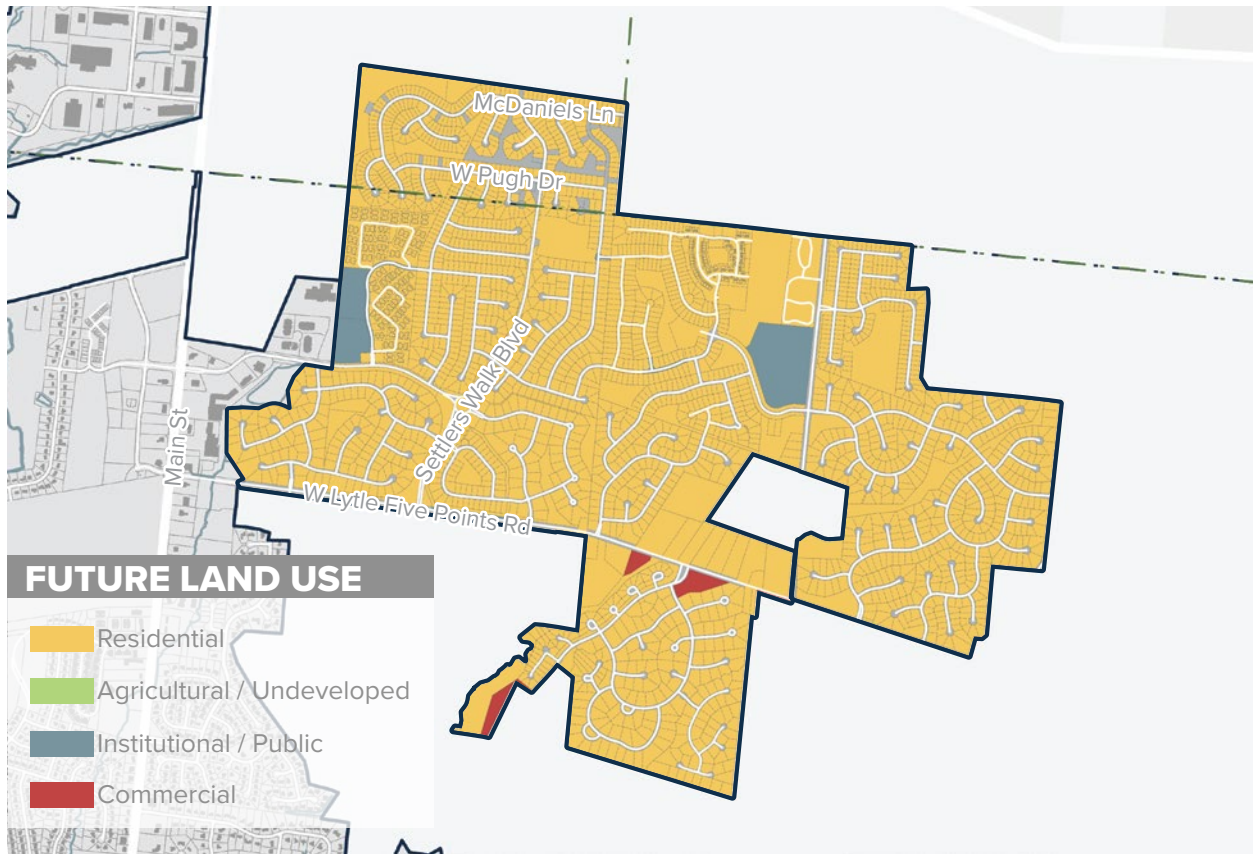 McDaniels Ln
W Pugh Dr
Settlers Walk Blvd
Main St
W Lytle Five Points Rd
FUTURE LAND USE
Residential
Agricultural / Undeveloped
Institutional / Public
Commercial